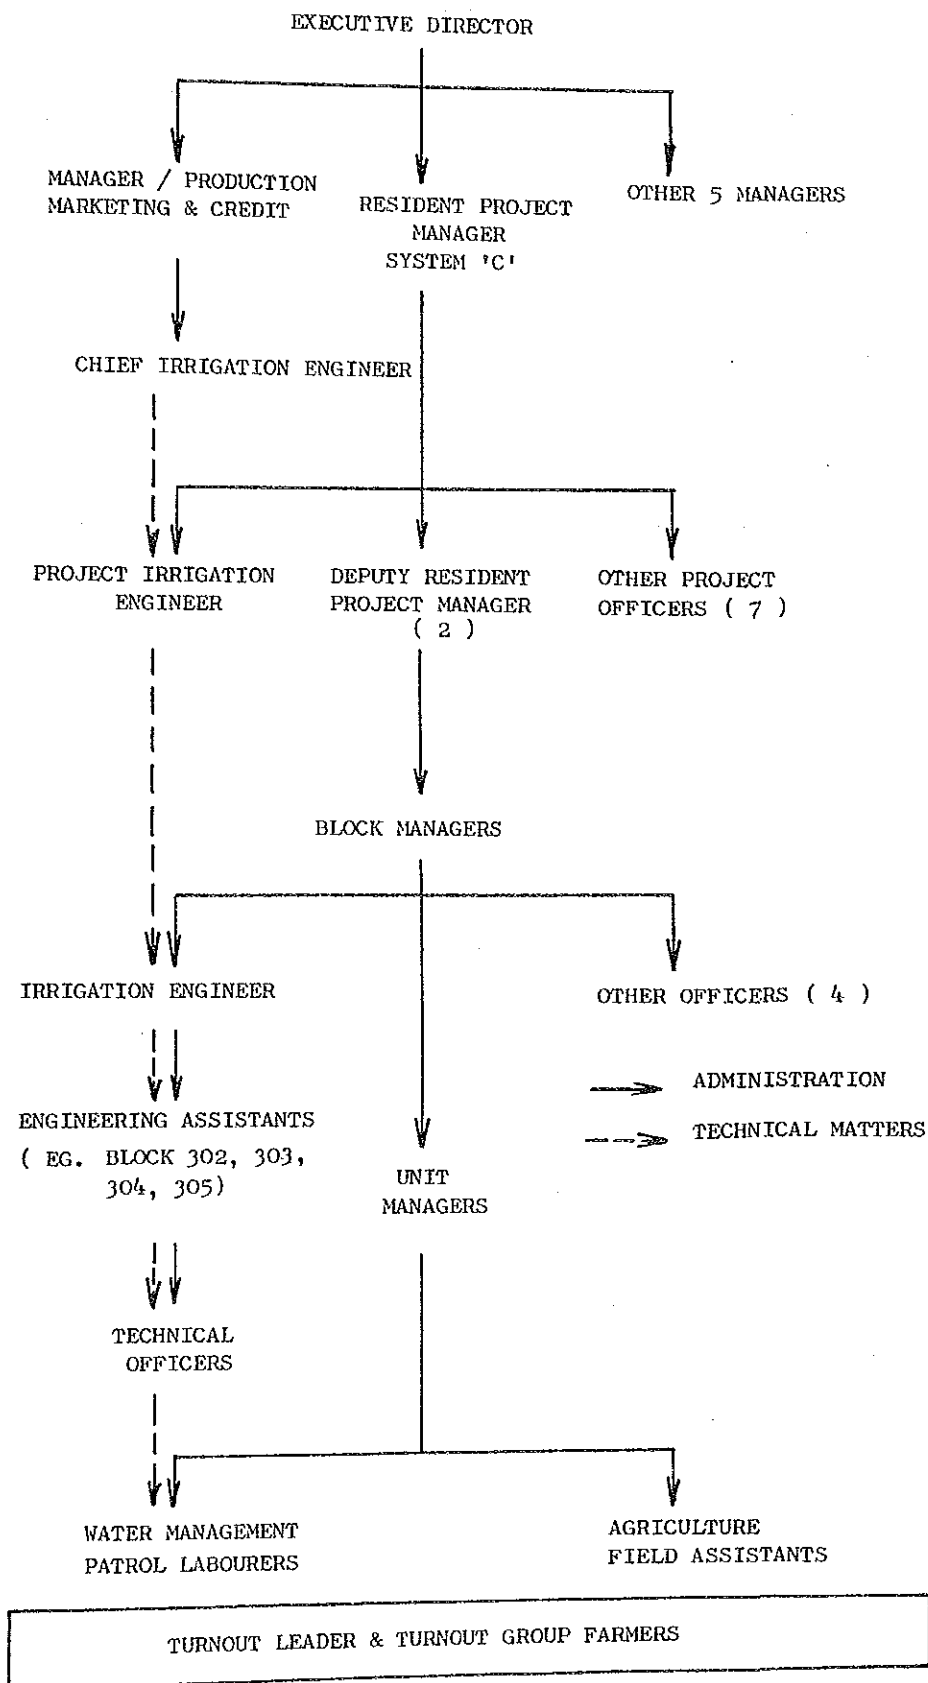 EXECUTIVE DIRECTOR
MANAGER / PRODUCTION
MARKETING & CREDIT
RESIDENT PROJECT
MANAGER
SYSTEM 'C'
OTHER 5 MANAGERS
CHIEF IRRIGATION ENGINEER
PROJECT IRRIGATION
ENGINEER
DEPUTY RESIDENT
PROJECT MANAGER
( 2 )
OTHER PROJECT
OFFICERS ( 7 )
BLOCK MANAGERS
IRRIGATION ENGINEER
OTHER OFFICERS ( 4 )
ADMINISTRATION
TECHNICAL MATTERS
ENGINEERING ASSISTANTS
( EG. BLOCK 302, 303,
304, 305)
UNIT
MANAGERS
TECHNICAL
OFFICERS
WATER MANAGEMENT
PATROL LABOURERS
AGRICULTURE
FIELD ASSISTANTS
TURNOUT LEADER & TURNOUT GROUP FARMERS